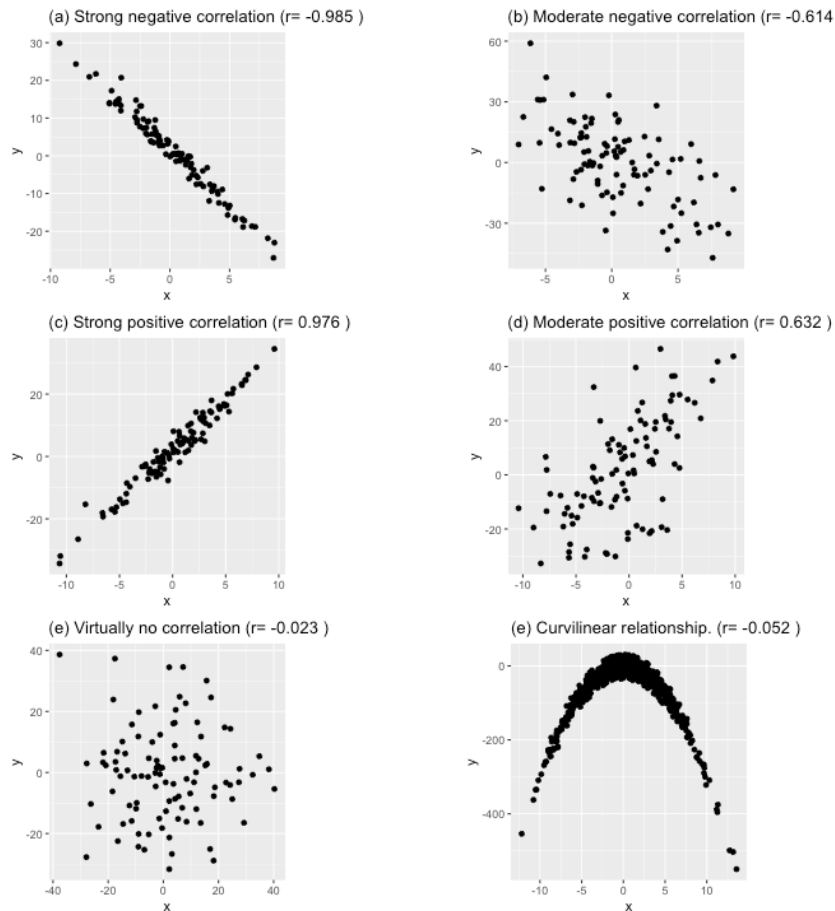 (a) Strong negative correlation (r= -0.985 )
30
20
10
0
-10
-20
y
-10
-5
0
5
x
(b) Moderate negative correlation (r= -0.614
60
30
0
-30
y
-5
0
5
x
(c) Strong positive correlation (r= 0.976 )
20
0
-20
y
-10
-5
0
5
10
x
(d) Moderate positive correlation (r= 0.632 )
40
20
0
-20
y
-10
-5
0
5
10
x
(e) Virtually no correlation (r= -0.023 )
40
20
0
-20
y
-40
-20
0
20
40
x
(e) Curvilinear relationship. (r= -0.052 )
0
-200
-400
y
-10
-5
0
5
10
x